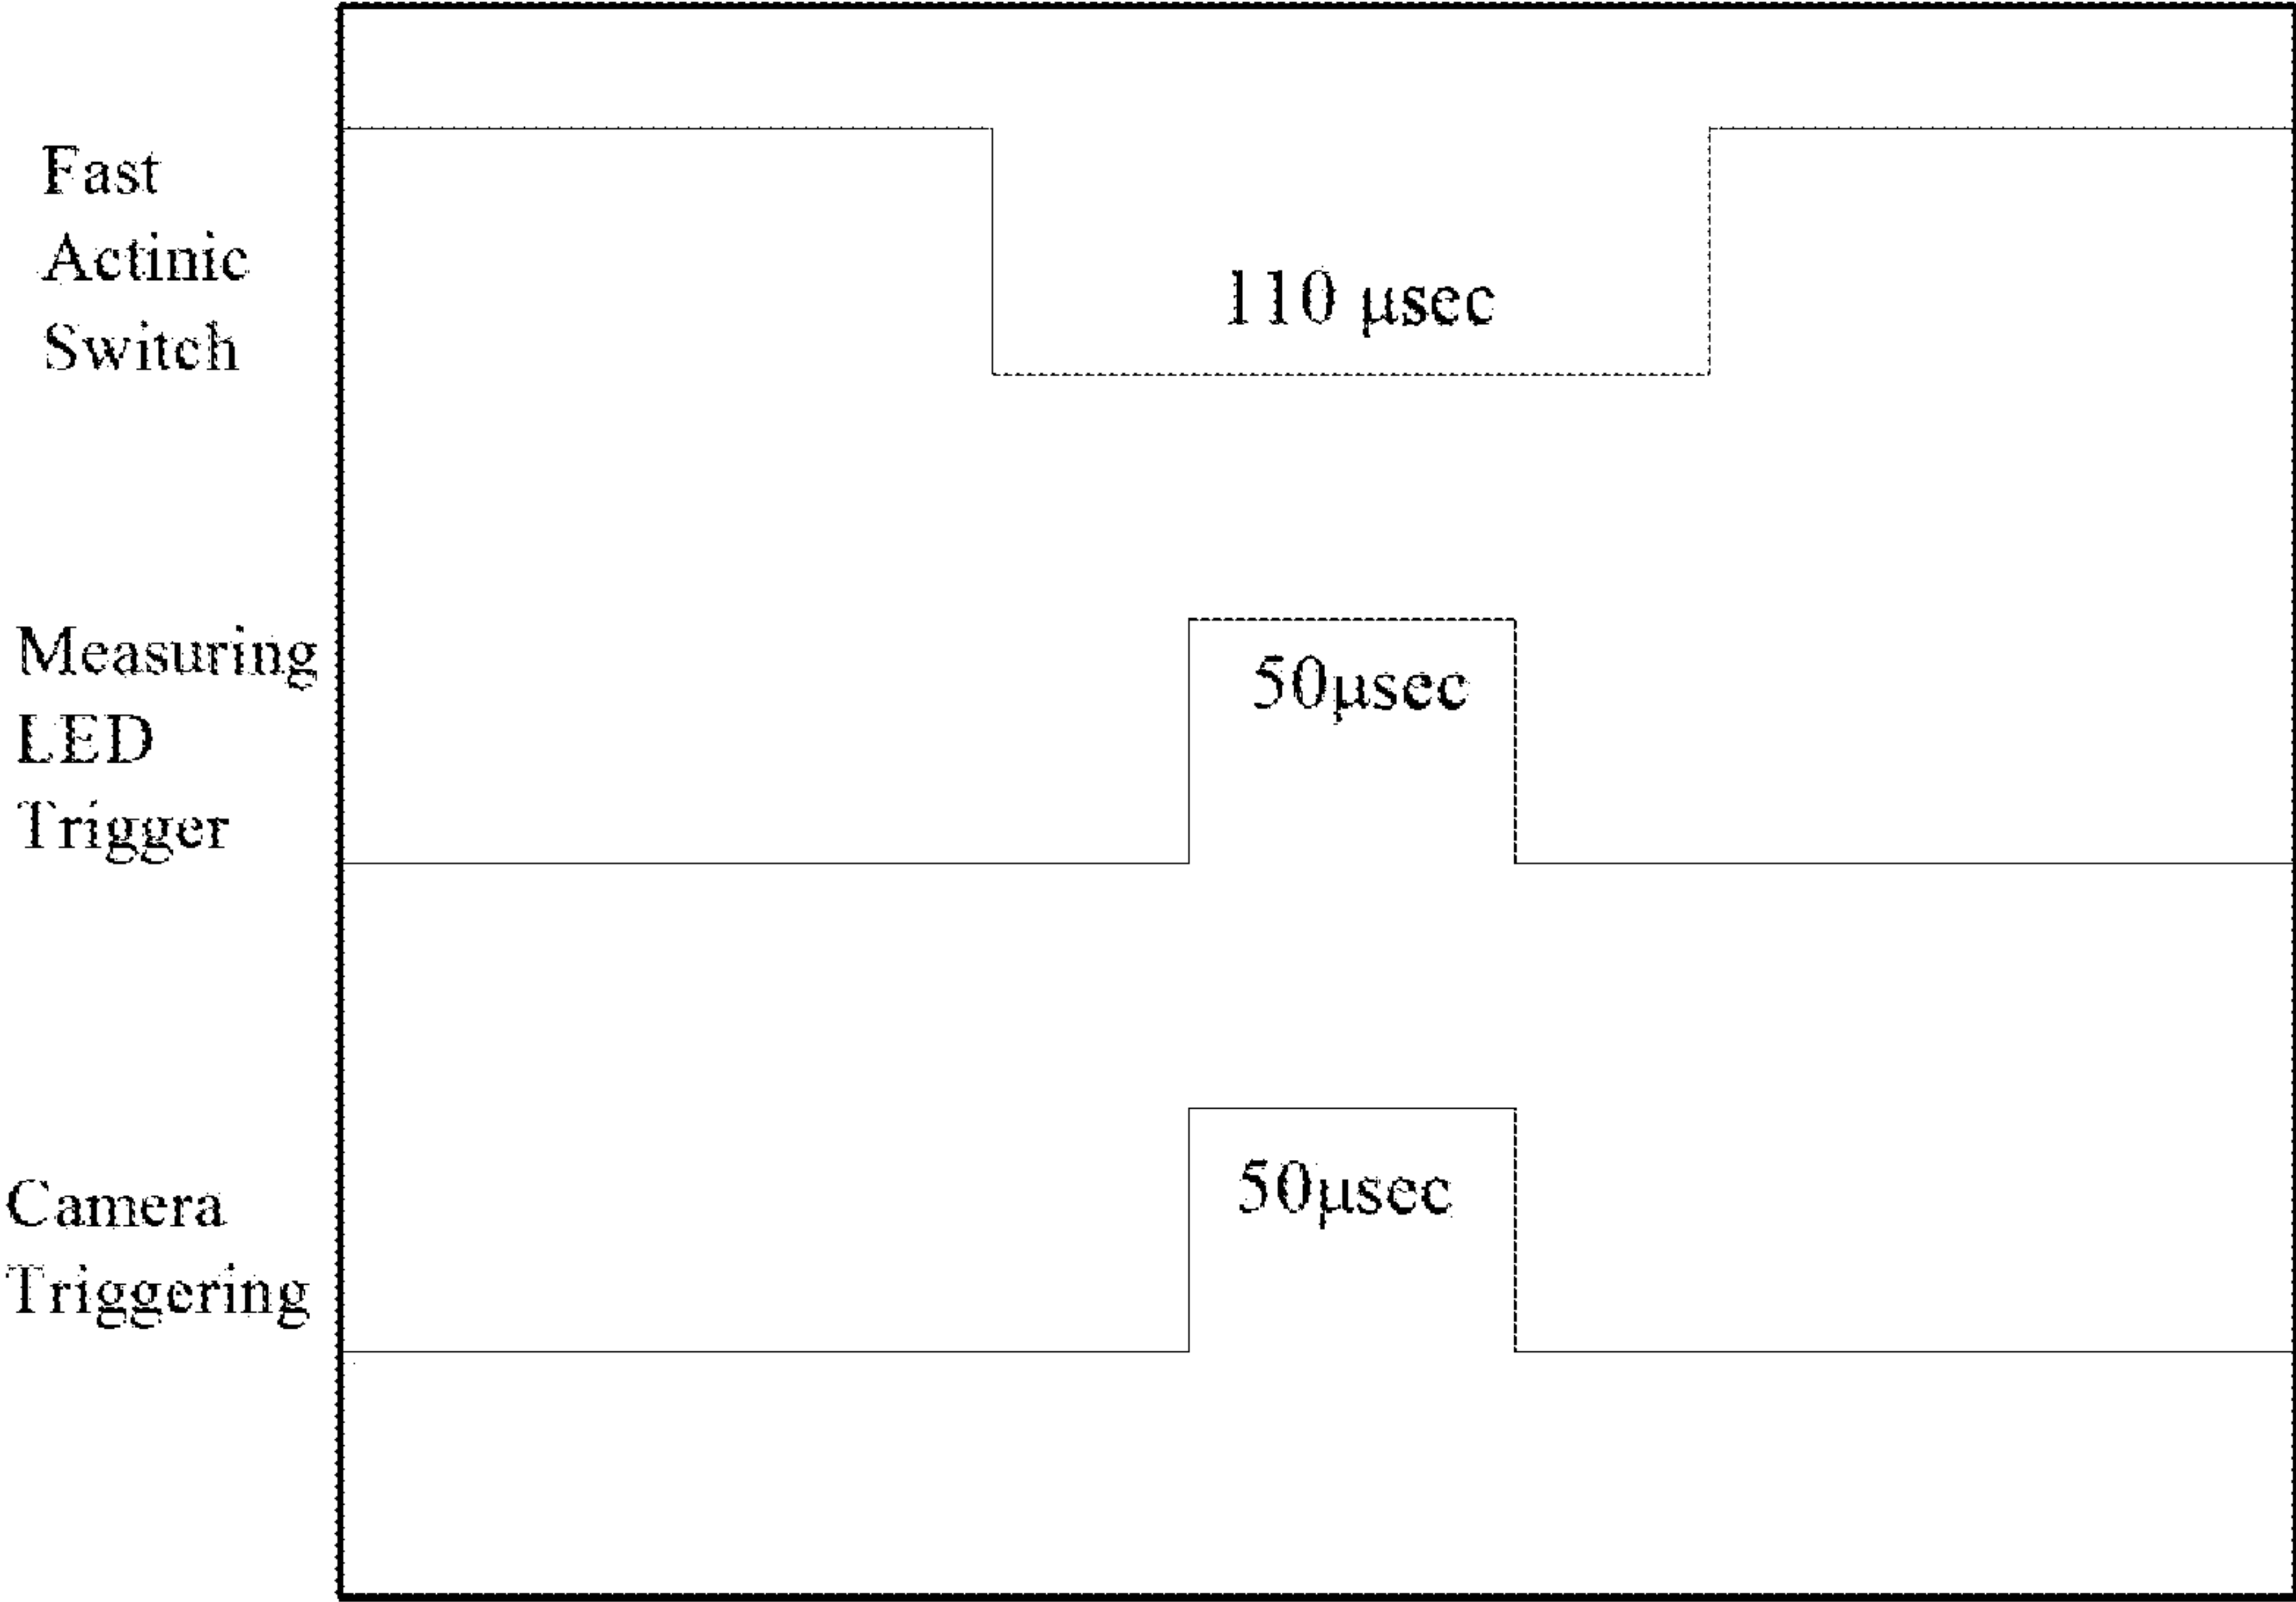 Fast
Actinic
Switch
110 μsec
Measuring
LED
Trigger
50μsec
Camera
Triggering
50μsec